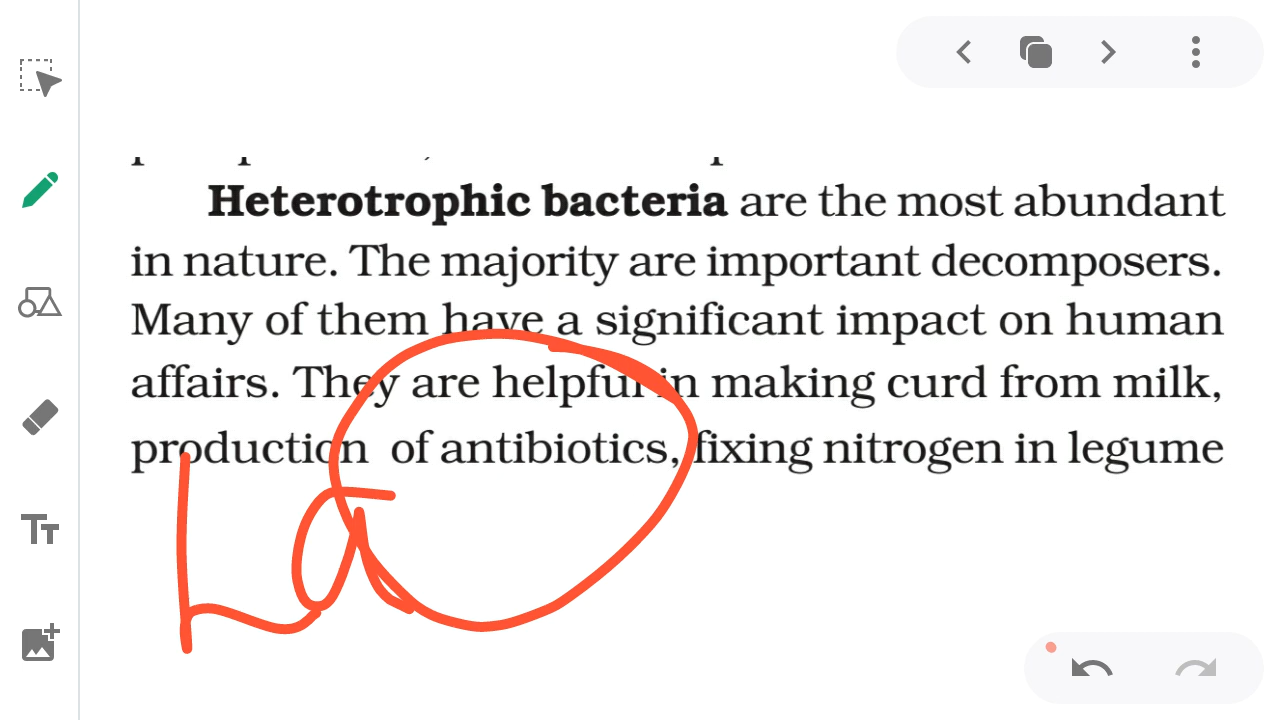 Heterotrophic bacteria are the most abundant
in nature. The majority are important decomposers.
Many of them have a significant impact on human
affairs. They are helpful in making curd from milk,
production of antibiotics, fixing nitrogen in legume
La